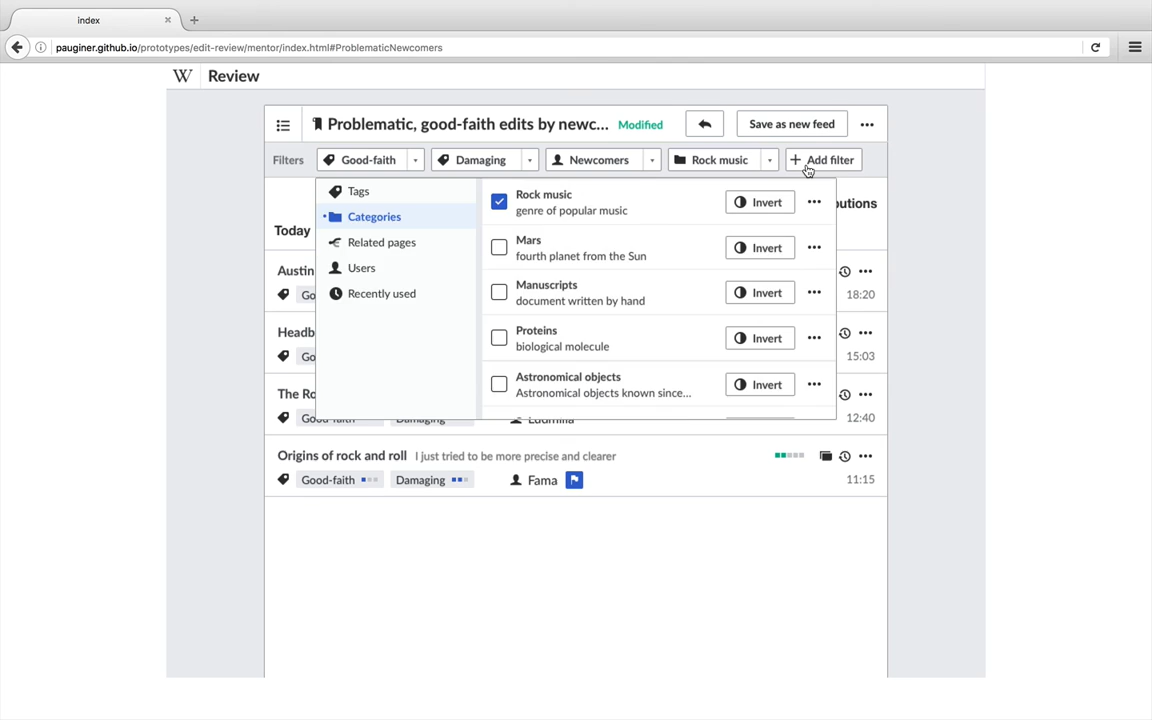 index
pauginer.github.io/prototypes/edit-review/mentor/index.html#ProblematicNewcomers
W Review
Problematic, good-faith edits by newc... Modified Save as new feed
Filters Good-faith Damaging Newcomers Rock music + Add filter
Tags
Categories
Related pages
Users
Recently used
Rock music
genre of popular music
Invert
Mars
fourth planet from the Sun
Invert
Manuscripts
document written by hand
Invert
Proteins
biological molecule
Invert
Astronomical objects
Astronomical objects known since...
Invert
Today
Austin
18:20
Headb
15:03
The Ro
Good-faith Damaging Ludmilla 12:40
Origins of rock and roll I just tried to be more precise and clearer
Good-faith Damaging Fama 11:15